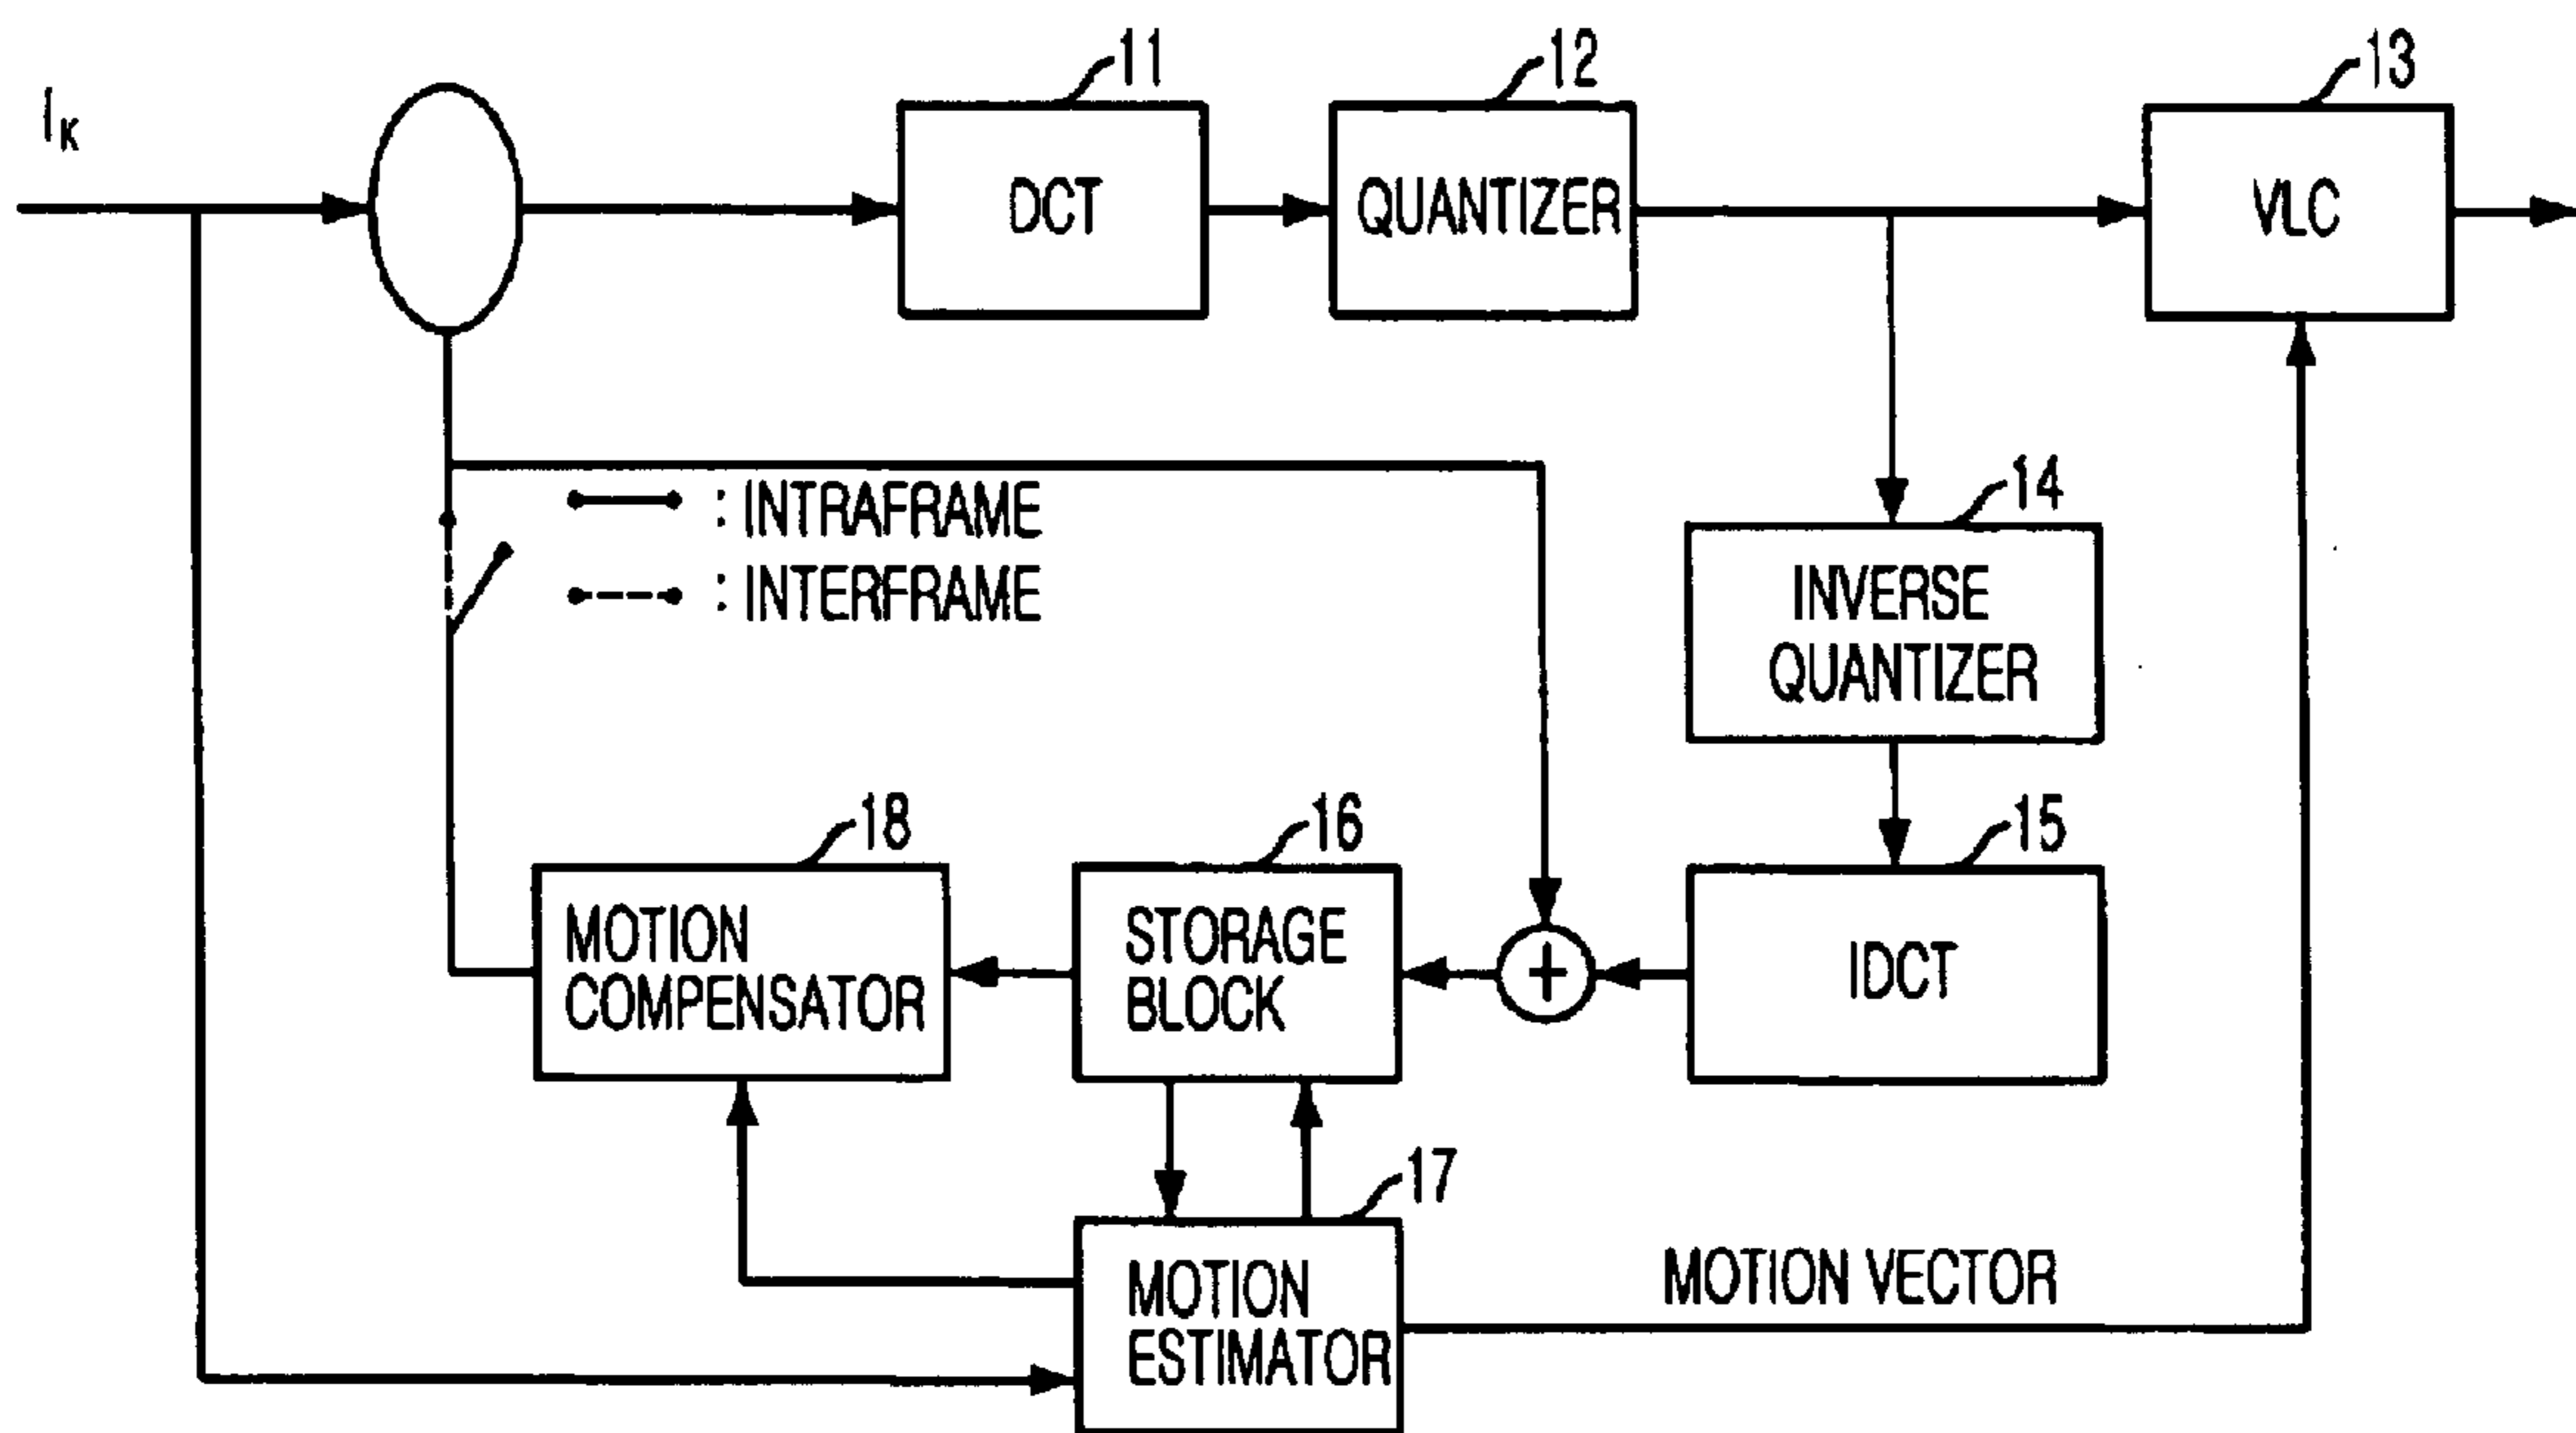 11
12
13
I_K
DCT
QUANTIZER
VLC
14
: INTRAFRAME
: INTERFRAME
INVERSE
QUANTIZER
18
16
15
MOTION
COMPENSATOR
STORAGE
BLOCK
+
IDCT
17
MOTION
ESTIMATOR
MOTION VECTOR